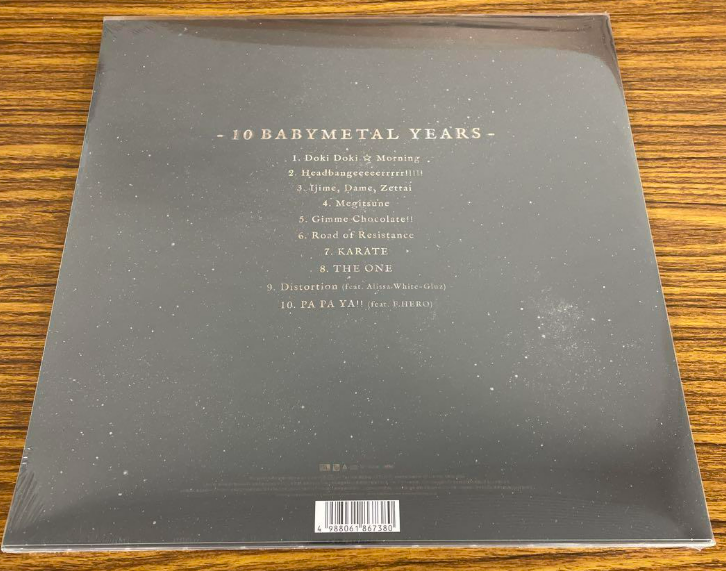 - 10 BABYMETAL YEARS -
1. Doki Doki ☆ Morning
2. Headbangeeeeerrrrr!!!!!
3. Ijime, Dame, Zettai
4. Megitsune
5. Gimme Chocolate!!
6. Road of Resistance
7. KARATE
8. THE ONE
9. Distortion (feat. Alissa White-Gluz)
10. PA PA YA!! (feat. F.HERO)
4 988061 867380